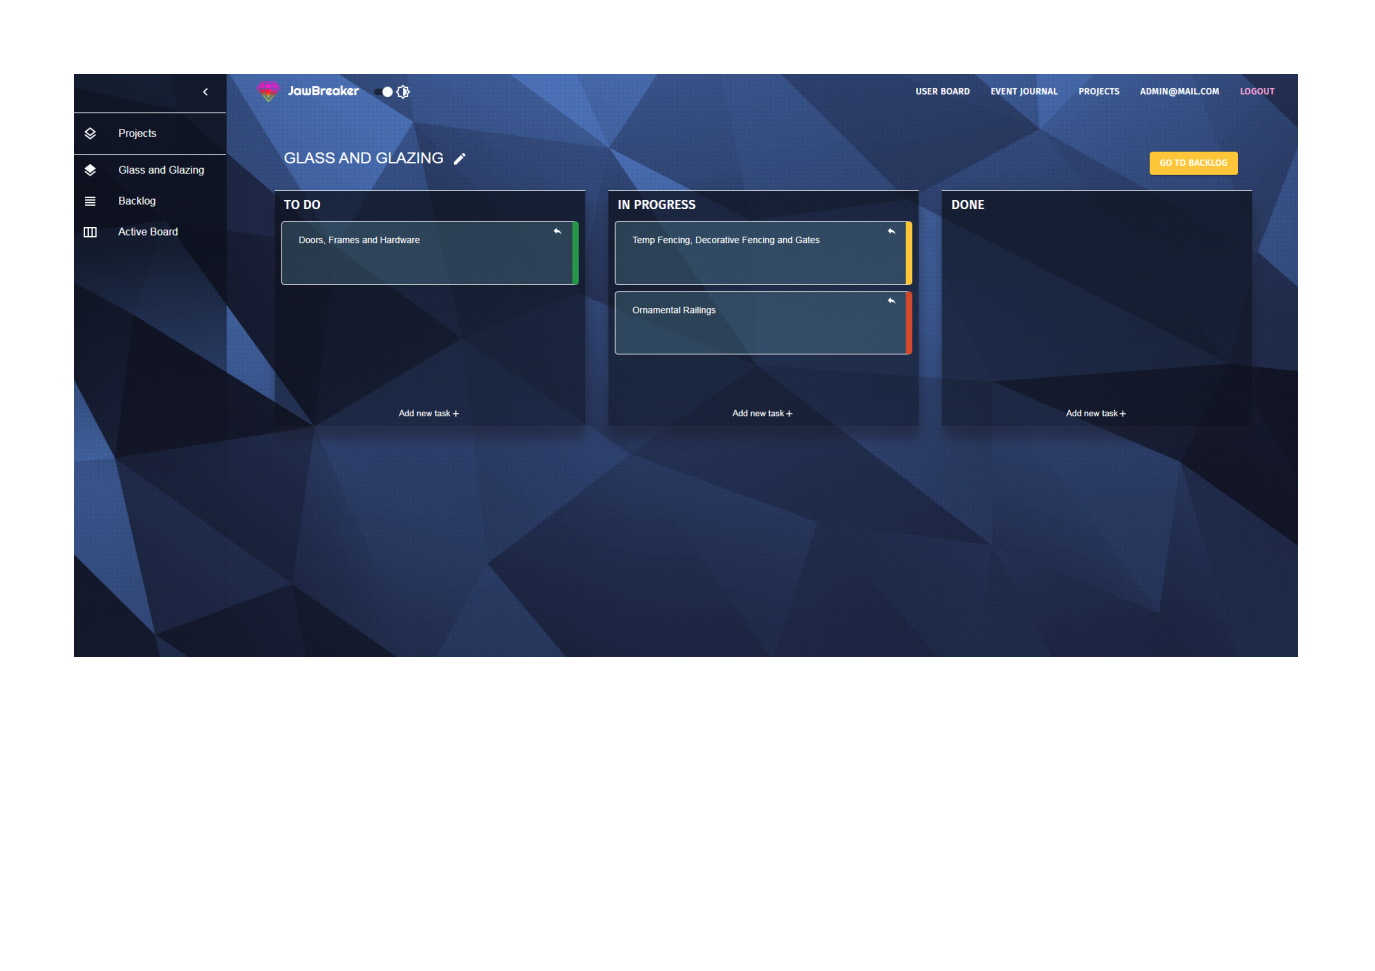 JawBreaker
USER BOARD
EVENT JOURNAL
PROJECTS
ADMIN@MAIL.COM
LOGOUT
Projects
Glass and Glazing
Backlog
Active Board
GLASS AND GLAZING
GO TO BACKLOG
TO DO
Doors, Frames and Hardware
Add new task+
IN PROGRESS
Temp Fencing, Decorative Fencing and Gates
Ornamental Railings
Add new task+
DONE
Add new task+